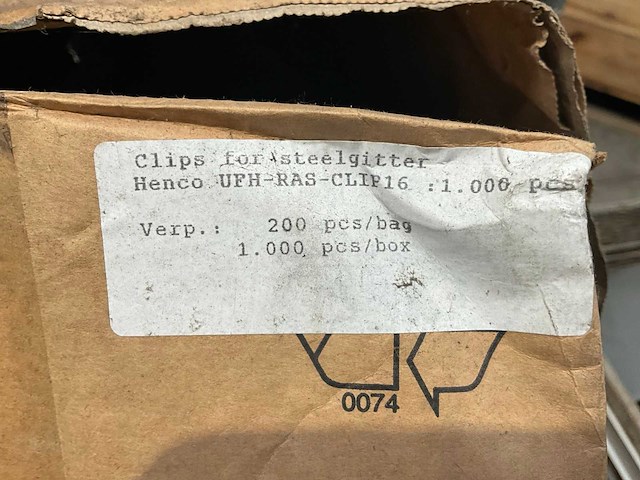 Clips for steelgitter
Henco UFH-RAS-CLIP16 :1.000 pcs
Verp.: 200 pcs/bag
1.000 pcs/box
0074